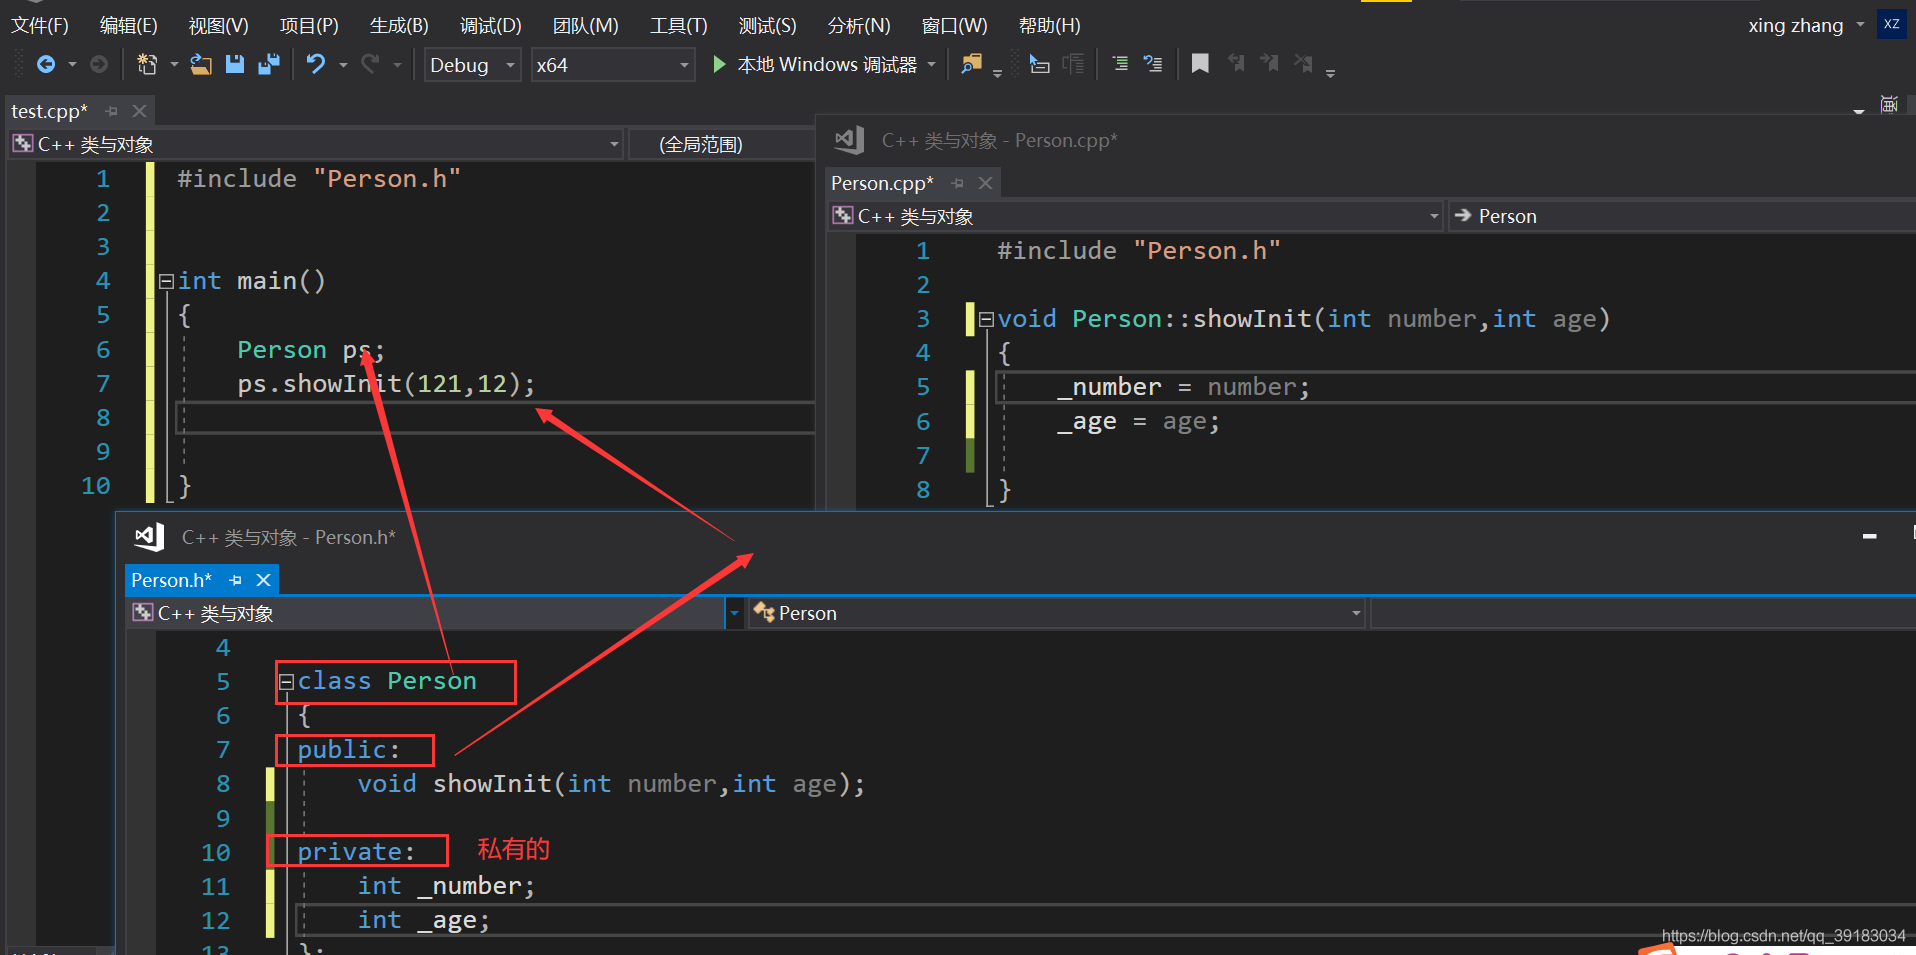 文件(F) 编辑(E) 视图(V) 项目(P) 生成(B) 调试(D) 团队(M) 工具(T) 测试(S) 分析(N) 窗口(W) 帮助(H) xing zhang XZ
Debug x64 本地 Windows 调试器
test.cpp*
C++ 类与对象 (全局范围)
1 #include "Person.h"
2
3
4 int main()
5 {
6 Person ps;
7 ps.showInit(121,12);
8
9
10 }
通
C++ 类与对象 - Person.cpp*
Person.cpp*
C++ 类与对象 Person
1 #include "Person.h"
2
3 void Person::showInit(int number,int age)
4 {
5 _number = number;
6 _age = age;
7
8 }
C++ 类与对象 - Person.h*
Person.h*
C++ 类与对象 Person
4
5 class Person
6 {
7 public:
8 void showInit(int number,int age);
9
10 private: 私有的
11 int _number;
12 int _age;
13 };
https://blog.csdn.net/qq_39183034